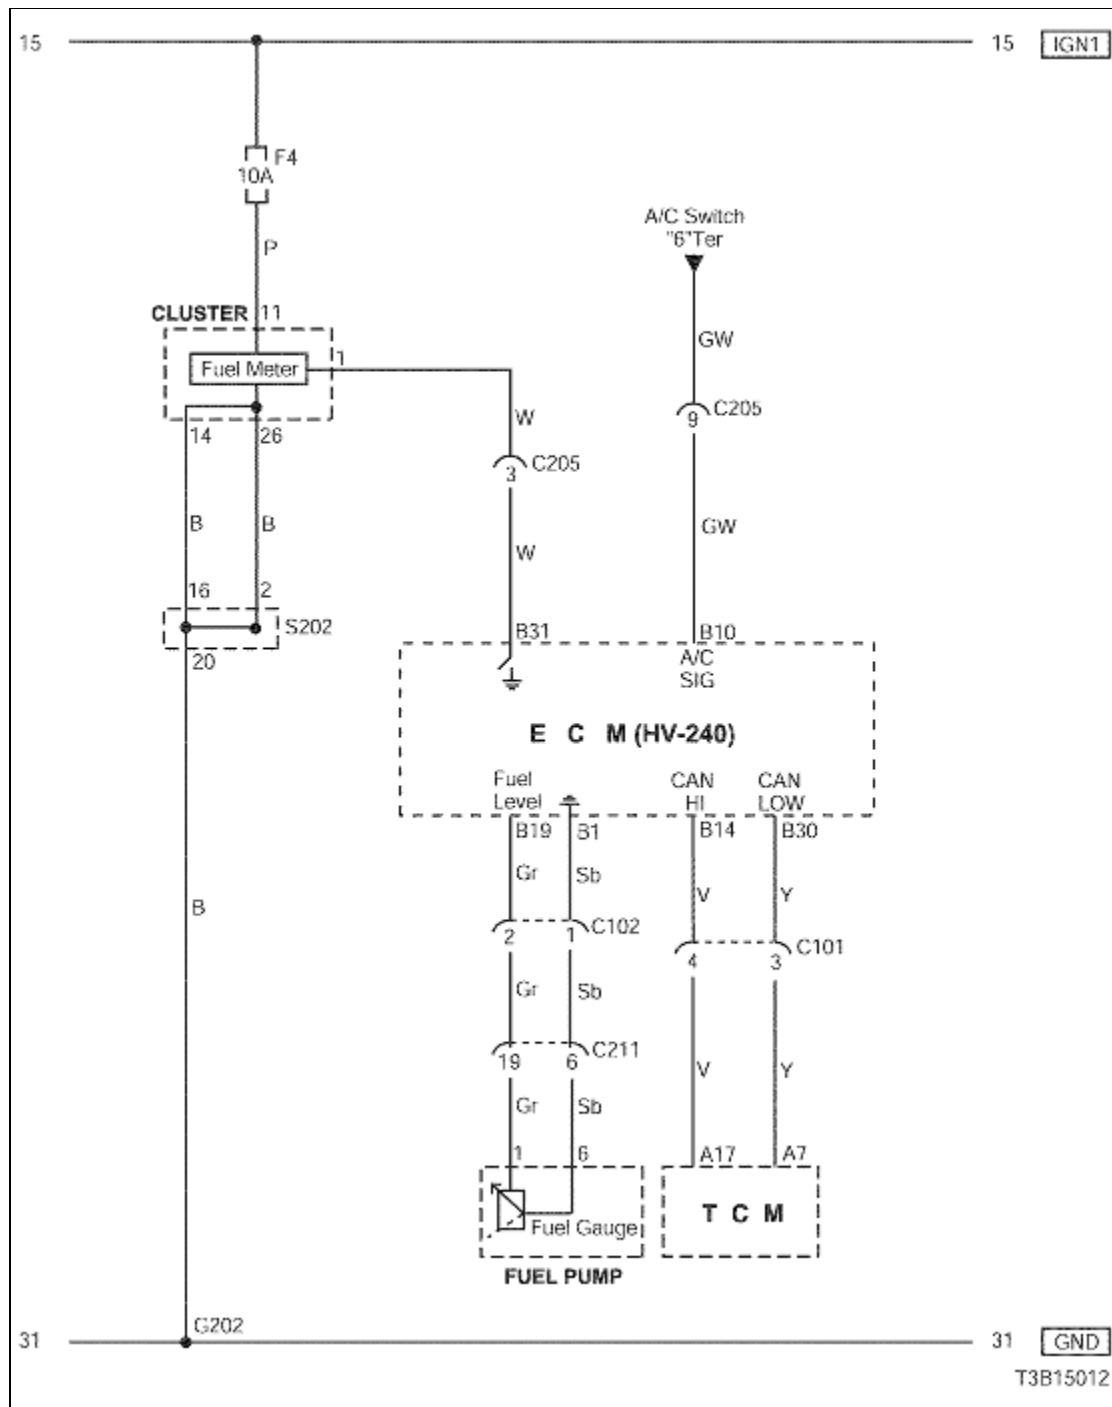 15
15 IGN1
F4
10A
P
A/C Switch
"6"Ter
CLUSTER 11
Fuel Meter
1
GW
W
9 C205
14 26
3 C205
B B
W
GW
16 2
S202
20
B31 B10
A/C
SIG
E C M (HV-240)
Fuel
Level
CAN
HI
CAN
LOW
B19 B1 B14 B30
Gr Sb
V Y
B
2 1 C102
4 3 C101
Gr Sb
19 6 C211
V Y
Gr Sb
1 6 A17 A7
T C M
Fuel Gauge
FUEL PUMP
G202
31
31 GND
T3B15012